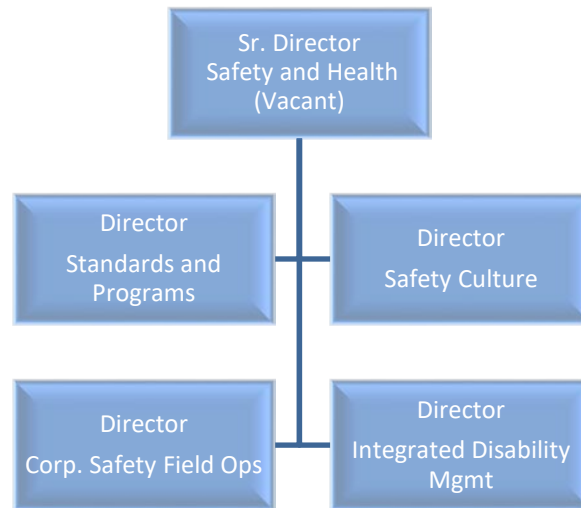 Sr. Director
Safety and Health
(Vacant)
Director
Standards and
Programs
Director
Safety Culture
Director
Corp. Safety Field Ops
Director
Integrated Disability
Mgmt